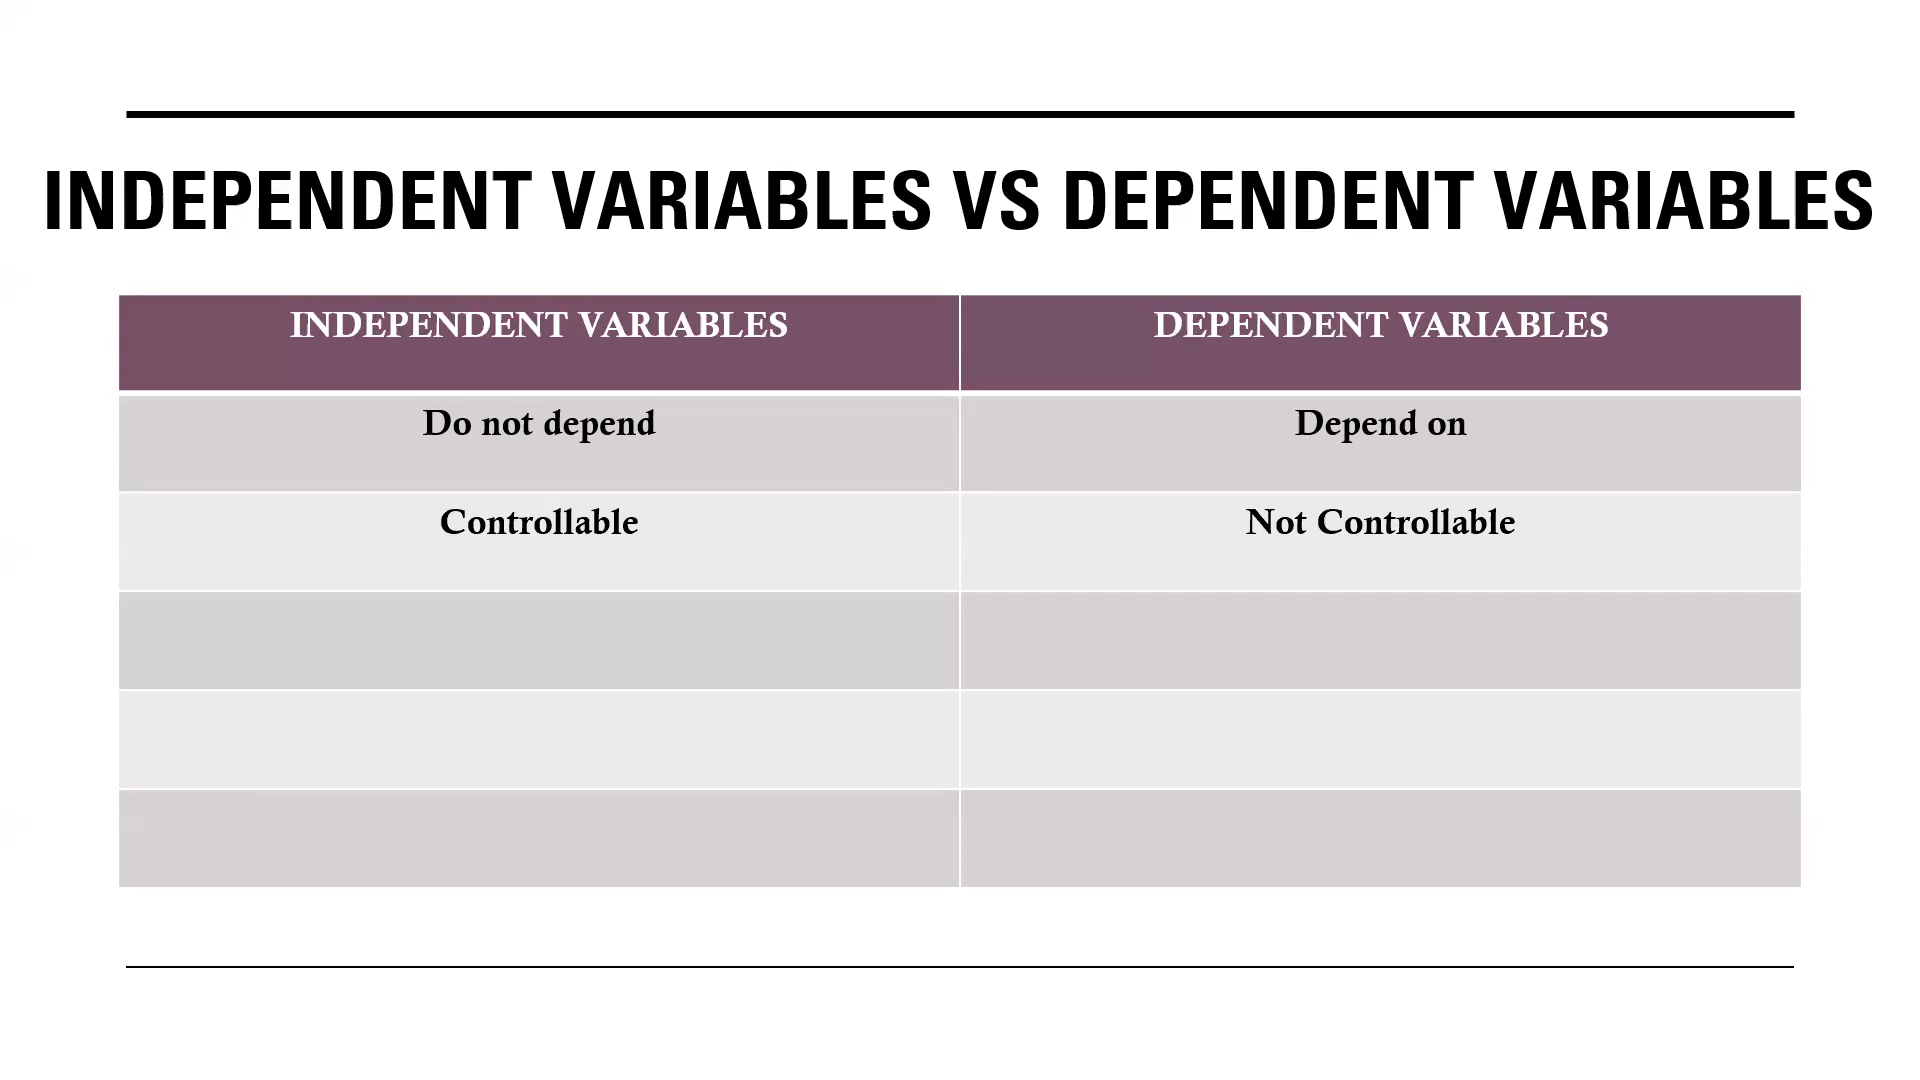 INDEPENDENT VARIABLES VS DEPENDENT VARIABLES
INDEPENDENT VARIABLES
DEPENDENT VARIABLES
Do not depend
Depend on
Controllable
Not Controllable